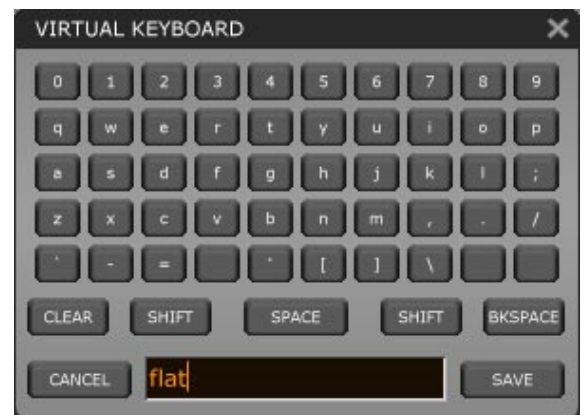 VIRTUAL KEYBOARD
0 1 2 3 4 5 6 7 8 9
q w e r t y u i o p
a s d f g h j k l ;
z x c v b n m , . /
` - = ' [ ] \
CLEAR SHIFT SPACE SHIFT BKSPACE
CANCEL flat SAVE